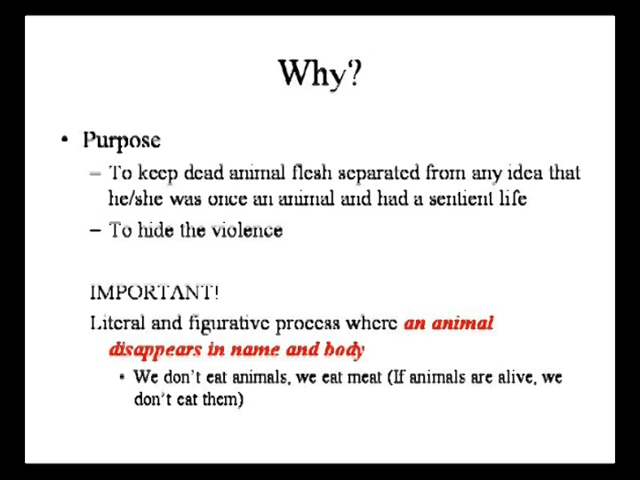 Why?
• Purpose
– To keep dead animal flesh separated from any idea that
he/she was once an animal and had a sentient life
– To hide the violence
IMPORTANT!
Literal and figurative process where an animal
disappears in name and body
• We don't eat animals, we eat meat (If animals are alive, we
don't eat them)